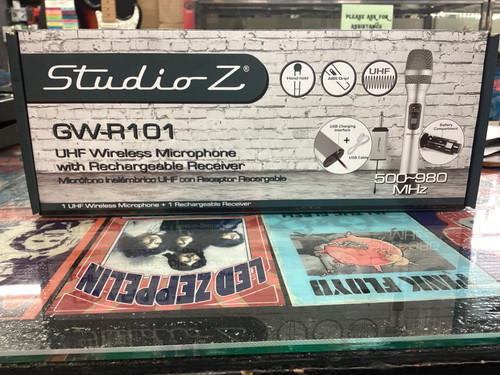 PLEASE ASK FOR
ASSISTANCE
Studio Z®
Hand held
UHF
GW-R101
UHF Wireless Microphone
with Rechargeable Receiver
Micrófono Inalámbrico UHF con Receptor Recargable
USB Charging
Interface
USB Cable
Battery
Compartment
500~980
MHz
1 UHF Wireless Microphone + 1 Rechargeable Receiver
LED ZEPPELIN
PINK FLOYD